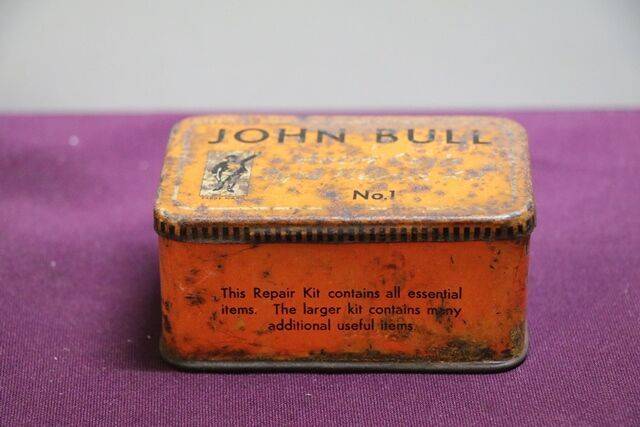 JOHN BULL
No.1
This Repair Kit contains all essential
items. The larger kit contains many
additional useful items.